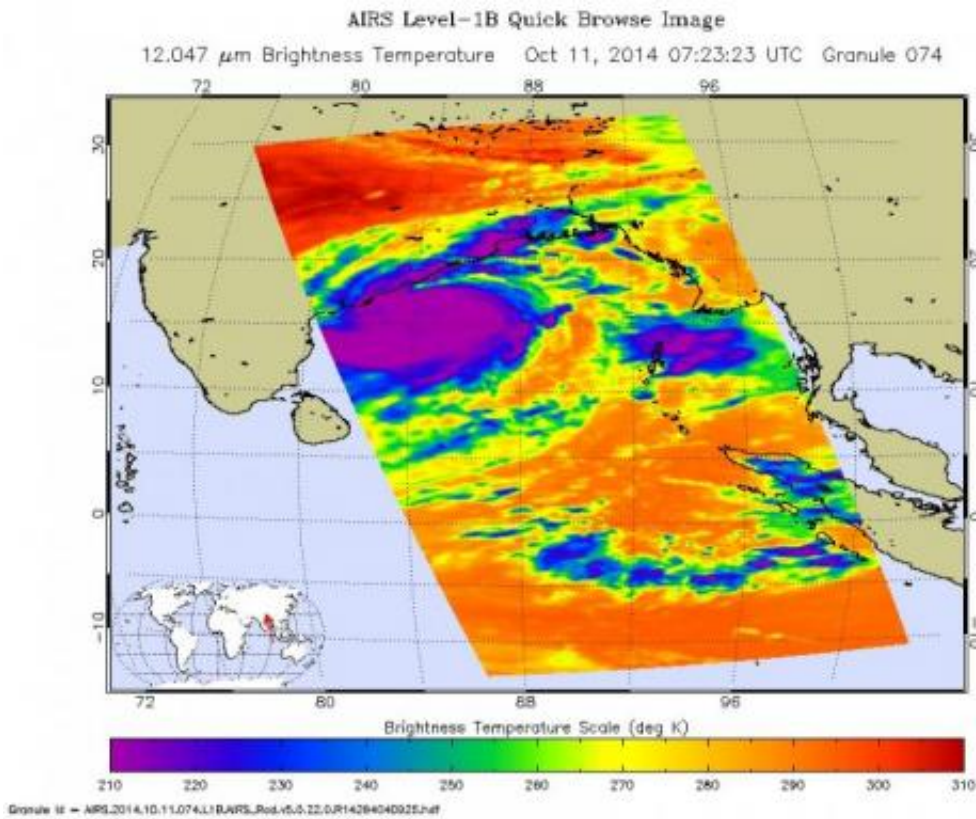 AIRS Level-1B Quick Browse Image
12.047 µm Brightness Temperature Oct 11, 2014 07:23:23 UTC Granule 074
72 80 88 96
30
20
10
0
-10
72 80 88 96
Brightness Temperature Scale (deg K)
210 220 230 240 250 260 270 280 290 300 310